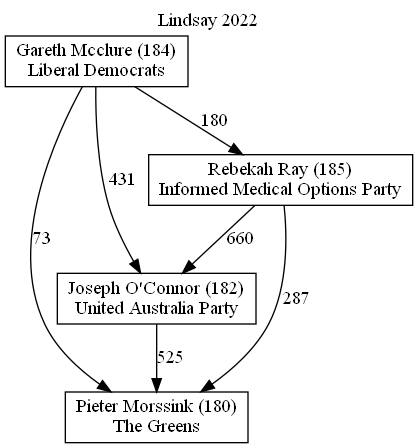 Lindsay 2022
Gareth Mcclure (184)
Liberal Democrats
180
Rebekah Ray (185)
Informed Medical Options Party
431
73
660
Joseph O'Connor (182)
United Australia Party
287
525
Pieter Morssink (180)
The Greens